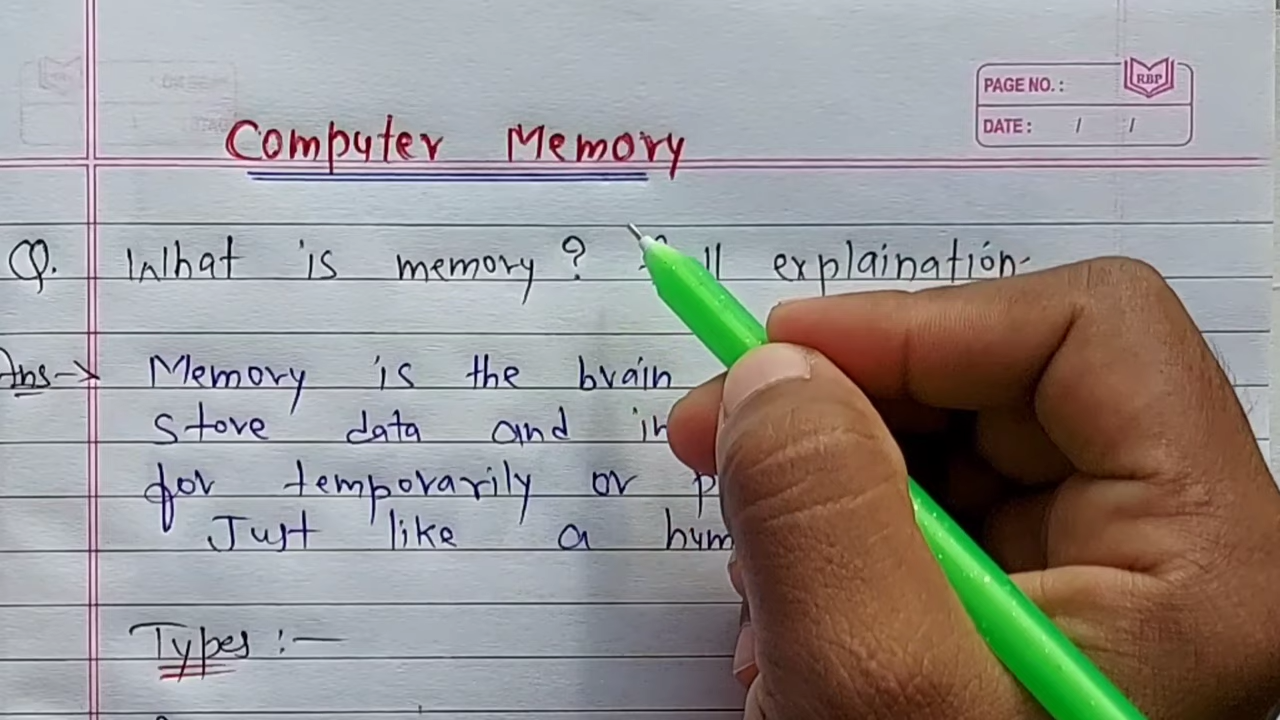 PAGE NO. :
RBP
DATE : / /
Computer Memory
Q. What is memory? explaination.
Ans → Memory is the brain
store data and
for temporarily or
Just like a
Types :—